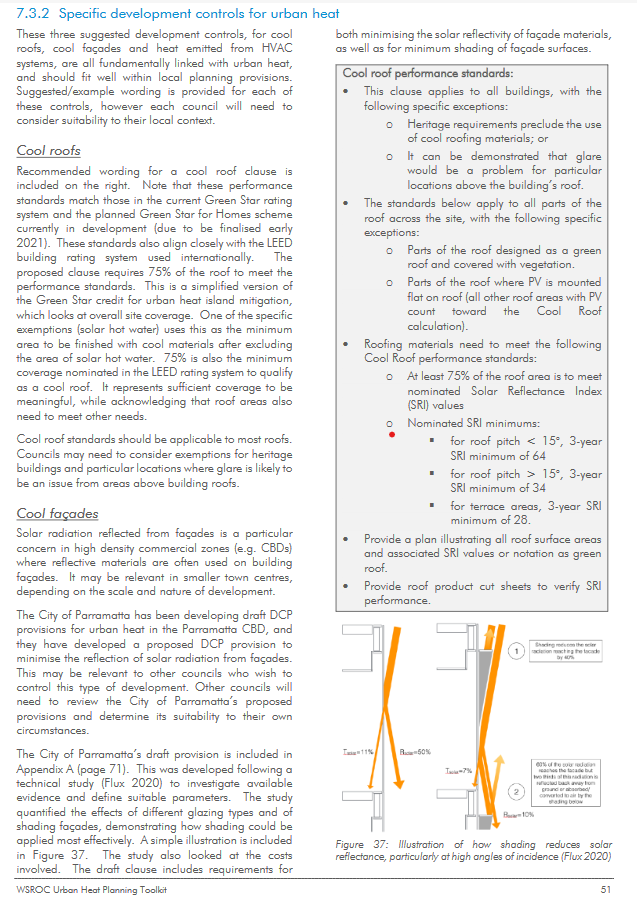 7.3.2 Specific development controls for urban heat
These three suggested development controls, for cool
roofs, cool façades and heat emitted from HVAC
systems, are all fundamentally linked with urban heat,
and should fit well within local planning provisions.
Suggested/example wording is provided for each of
these controls, however each council will need to
consider suitability to their local context.
Cool roofs
Recommended wording for a cool roof clause is
included on the right. Note that these performance
standards match those in the current Green Star rating
system and the planned Green Star for Homes scheme
currently in development (due to be finalised early
2021). These standards also align closely with the LEED
building rating system used internationally. The
proposed clause requires 75% of the roof to meet the
performance standards. This is a simplified version of
the Green Star credit for urban heat island mitigation,
which looks at overall site coverage. One of the specific
exemptions (solar hot water) uses this as the minimum
area to be finished with cool materials after excluding
the area of solar hot water. 75% is also the minimum
coverage nominated in the LEED rating system to qualify
as a cool roof. It represents sufficient coverage to be
meaningful, while acknowledging that roof areas also
need to meet other needs.
Cool roof standards should be applicable to most roofs.
Councils may need to consider exemptions for heritage
buildings and particular locations where glare is likely to
be an issue from areas above building roofs.
Cool façades
Solar radiation reflected from façades is a particular
concern in high density commercial zones (e.g. CBDs)
where reflective materials are often used on building
façades. It may be relevant in smaller town centres,
depending on the scale and nature of development.
The City of Parramatta has been developing draft DCP
provisions for urban heat in the Parramatta CBD, and
they have developed a proposed DCP provision to
minimise the reflection of solar radiation from façades.
This may be relevant to other councils who wish to
control this type of development. Other councils will
need to review the City of Parramatta's proposed
provisions and determine its suitability to their own
circumstances.
The City of Parramatta's draft provision is included in
Appendix A (page 71). This was developed following a
technical study (Flux 2020) to investigate available
evidence and define suitable parameters. The study
quantified the effects of different glazing types and of
shading façades, demonstrating how shading could be
applied most effectively. A simple illustration is included
in Figure 37. The study also looked at the costs
involved. The draft clause includes requirements for
both minimising the solar reflectivity of façade materials,
as well as for minimum shading of façade surfaces.
Cool roof performance standards:
• This clause applies to all buildings, with the
following specific exceptions:
o Heritage requirements preclude the use
of cool roofing materials; or
o It can be demonstrated that glare
would be a problem for particular
locations above the building's roof.
• The standards below apply to all parts of the
roof across the site, with the following specific
exceptions:
o Parts of the roof designed as a green
roof and covered with vegetation.
o Parts of the roof where PV is mounted
flat on roof (all other roof areas with PV
count toward the Cool Roof
calculation).
• Roofing materials need to meet the following
Cool Roof performance standards:
o At least 75% of the roof area is to meet
nominated Solar Reflectance Index
(SRI) values
o Nominated SRI minimums:
▪ for roof pitch < 15°, 3-year
SRI minimum of 64
▪ for roof pitch > 15°, 3-year
SRI minimum of 34
▪ for terrace areas, 3-year SRI
minimum of 28.
• Provide a plan illustrating all roof surface areas
and associated SRI values or notation as green
roof.
• Provide roof product cut sheets to verify SRI
performance.
1
Shading reduces the solar
radiation reaching the facade
by 40%
Tsolar=11%
Rsolar=50%
Tsolar=7%
60% of the solar radiation
reaches the facade but
two thirds of this radiation is
reflected back away from
ground or absorbed/
converted to air by the
shading below
2
Rsolar=10%
Figure 37: Illustration of how shading reduces solar
reflectance, particularly at high angles of incidence (Flux 2020)
WSROC Urban Heat Planning Toolkit
51